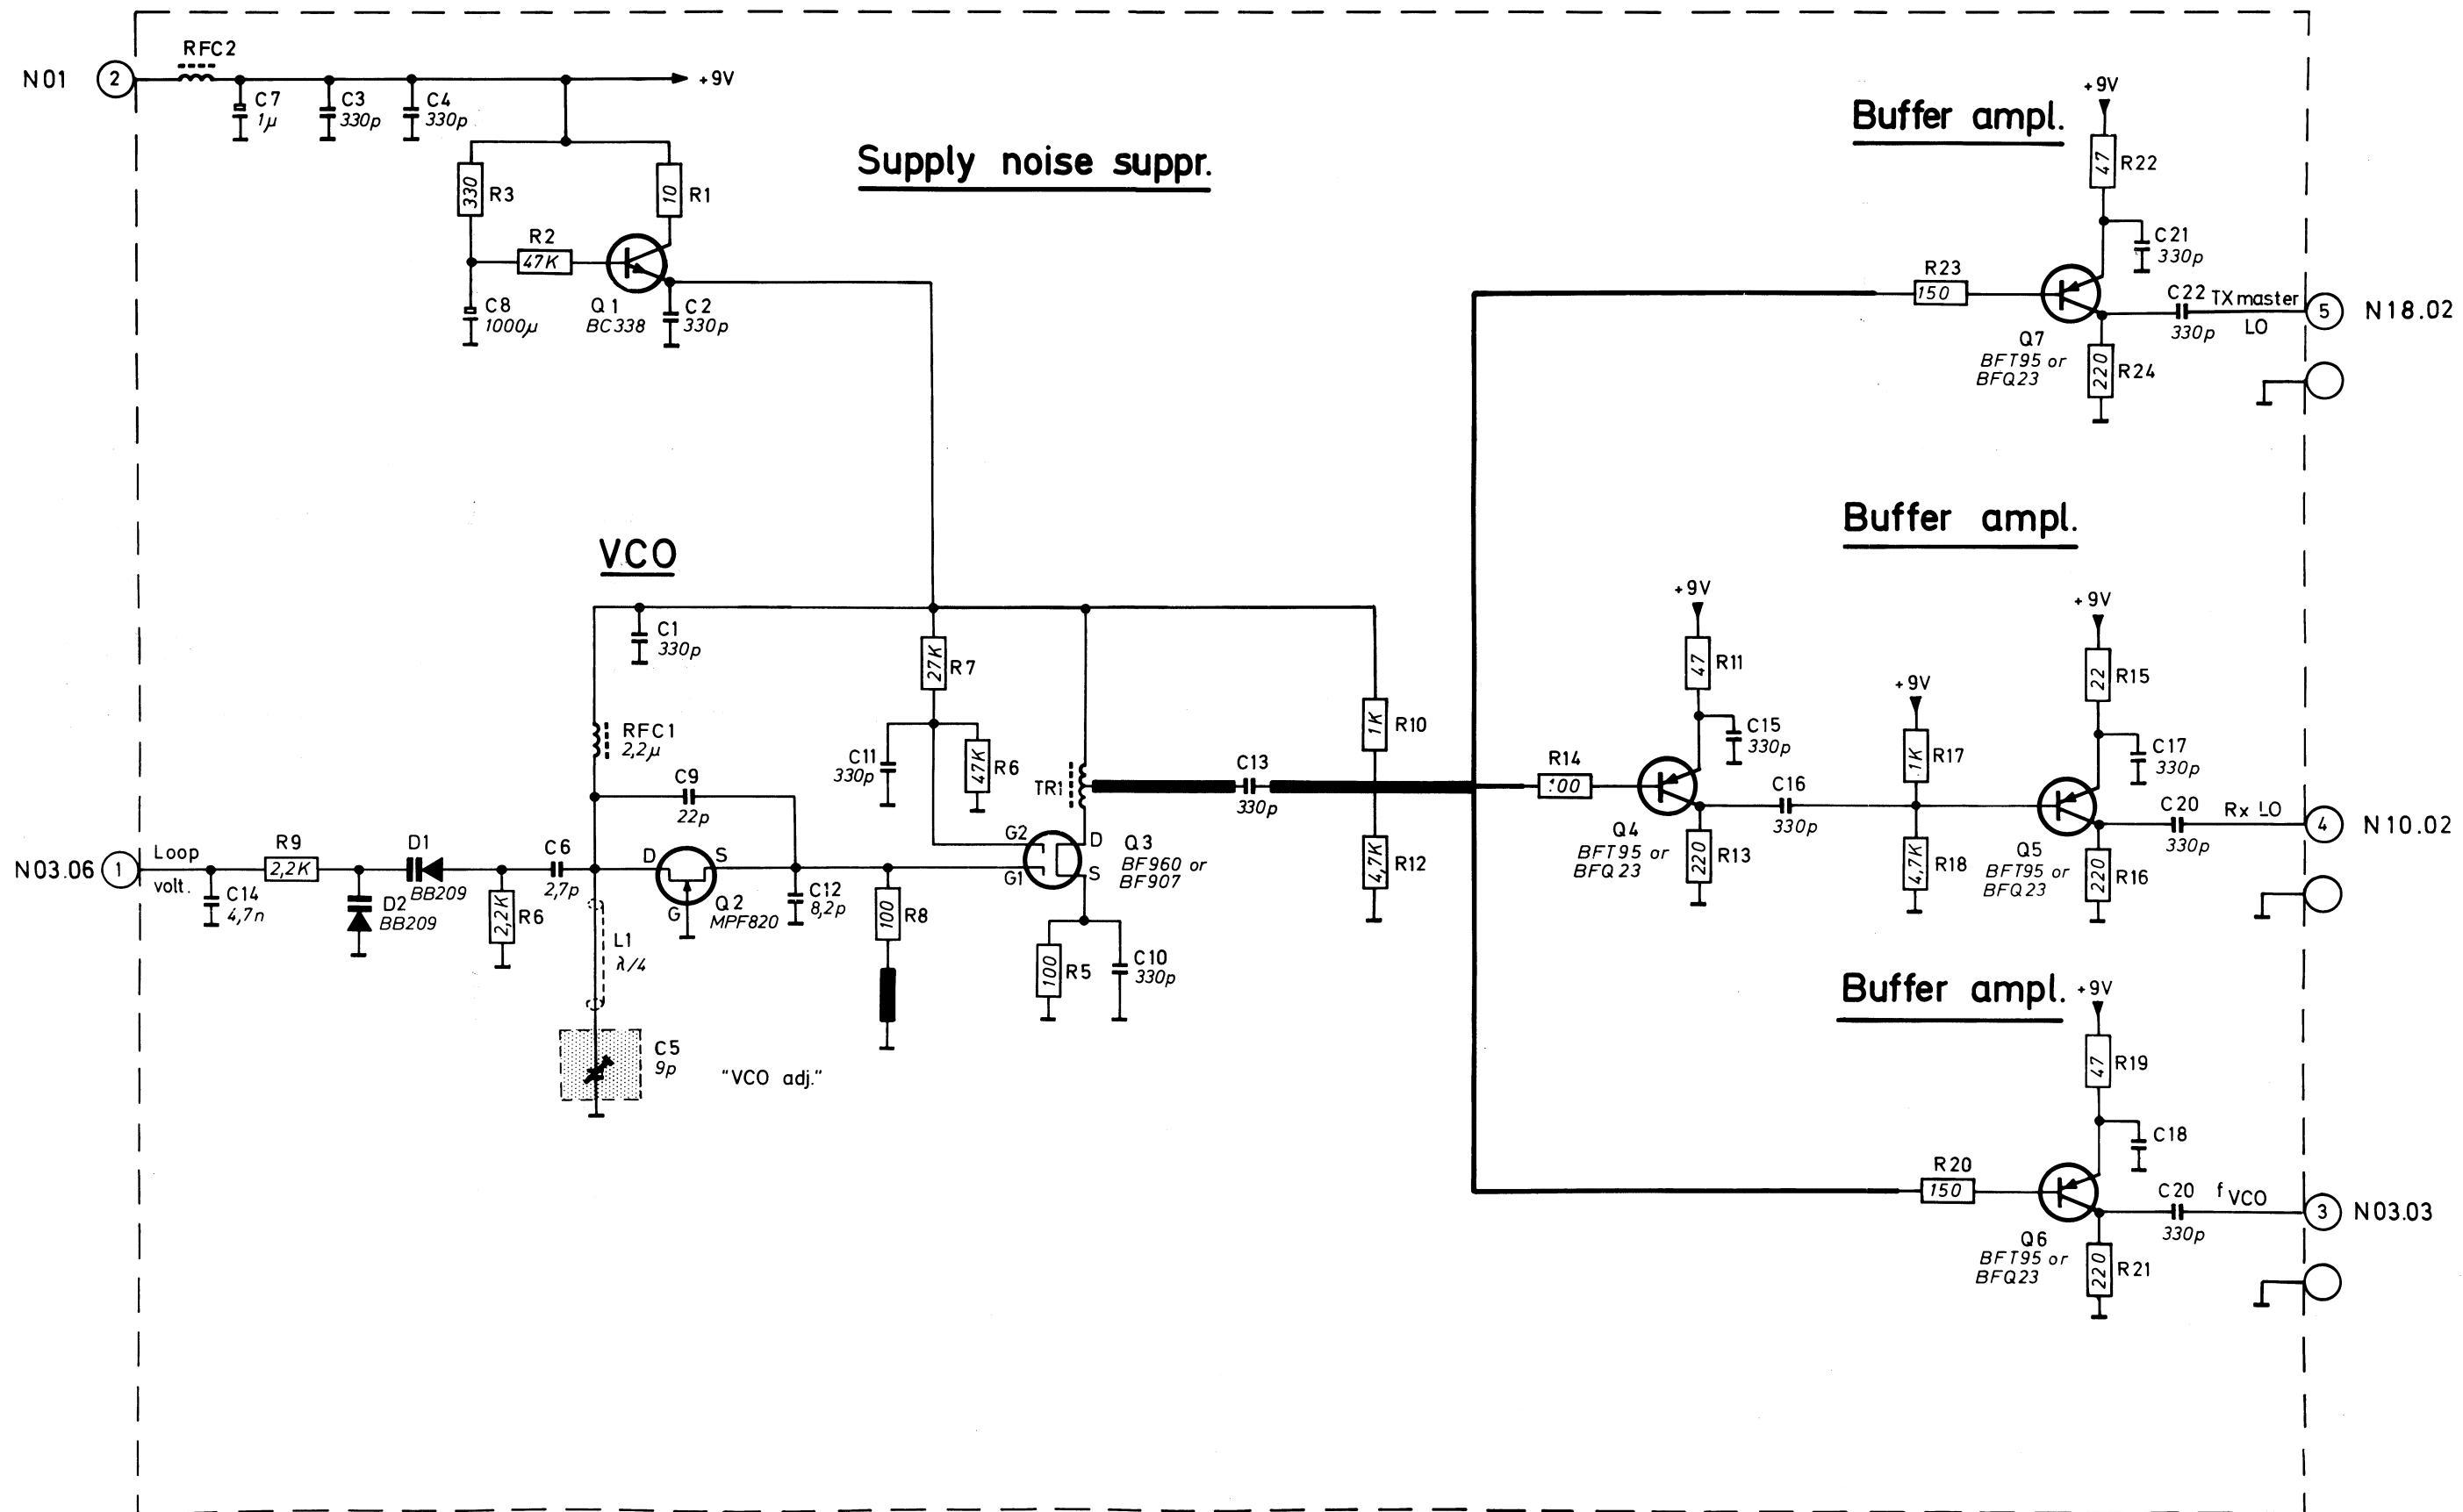 RFC2
N01 2
+9V
C7
1µ
C3
330p
C4
330p
330
R3
10
R1
R2
47K
C8
1000µ
Q1
BC338
C2
330p
Supply noise suppr.
Buffer ampl.
+9V
47
R22
C21
330p
R23
150
Q7
BFT95 or
BFQ23
C22
330p
TX master
LO
5 N18.02
220
R24
VCO
C1
330p
27K
R7
RFC1
2,2µ
C11
330p
47K
R6
C9
22p
TR1
C13
330p
1K
R10
4,7K
R12
N03.06 1
Loop
volt.
C14
4,7n
R9
2,2K
D1
BB209
D2
BB209
2,2K
R6
C6
2,7p
D
S
G
Q2
MPF820
C12
8,2p
100
R8
G2
G1
D
S
Q3
BF960 or
BF907
100
R5
C10
330p
L1
λ/4
C5
9p
"VCO adj."
Buffer ampl.
+9V
47
R11
C15
330p
R14
100
Q4
BFT95 or
BFQ23
220
R13
C16
330p
+9V
1K
R17
4,7K
R18
+9V
22
R15
C17
330p
Q5
BFT95 or
BFQ23
220
R16
C20
330p
Rx LO
4 N10.02
Buffer ampl.
+9V
47
R19
C18
R20
150
Q6
BFT95 or
BFQ23
220
R21
C20
330p
f VCO
3 N03.03